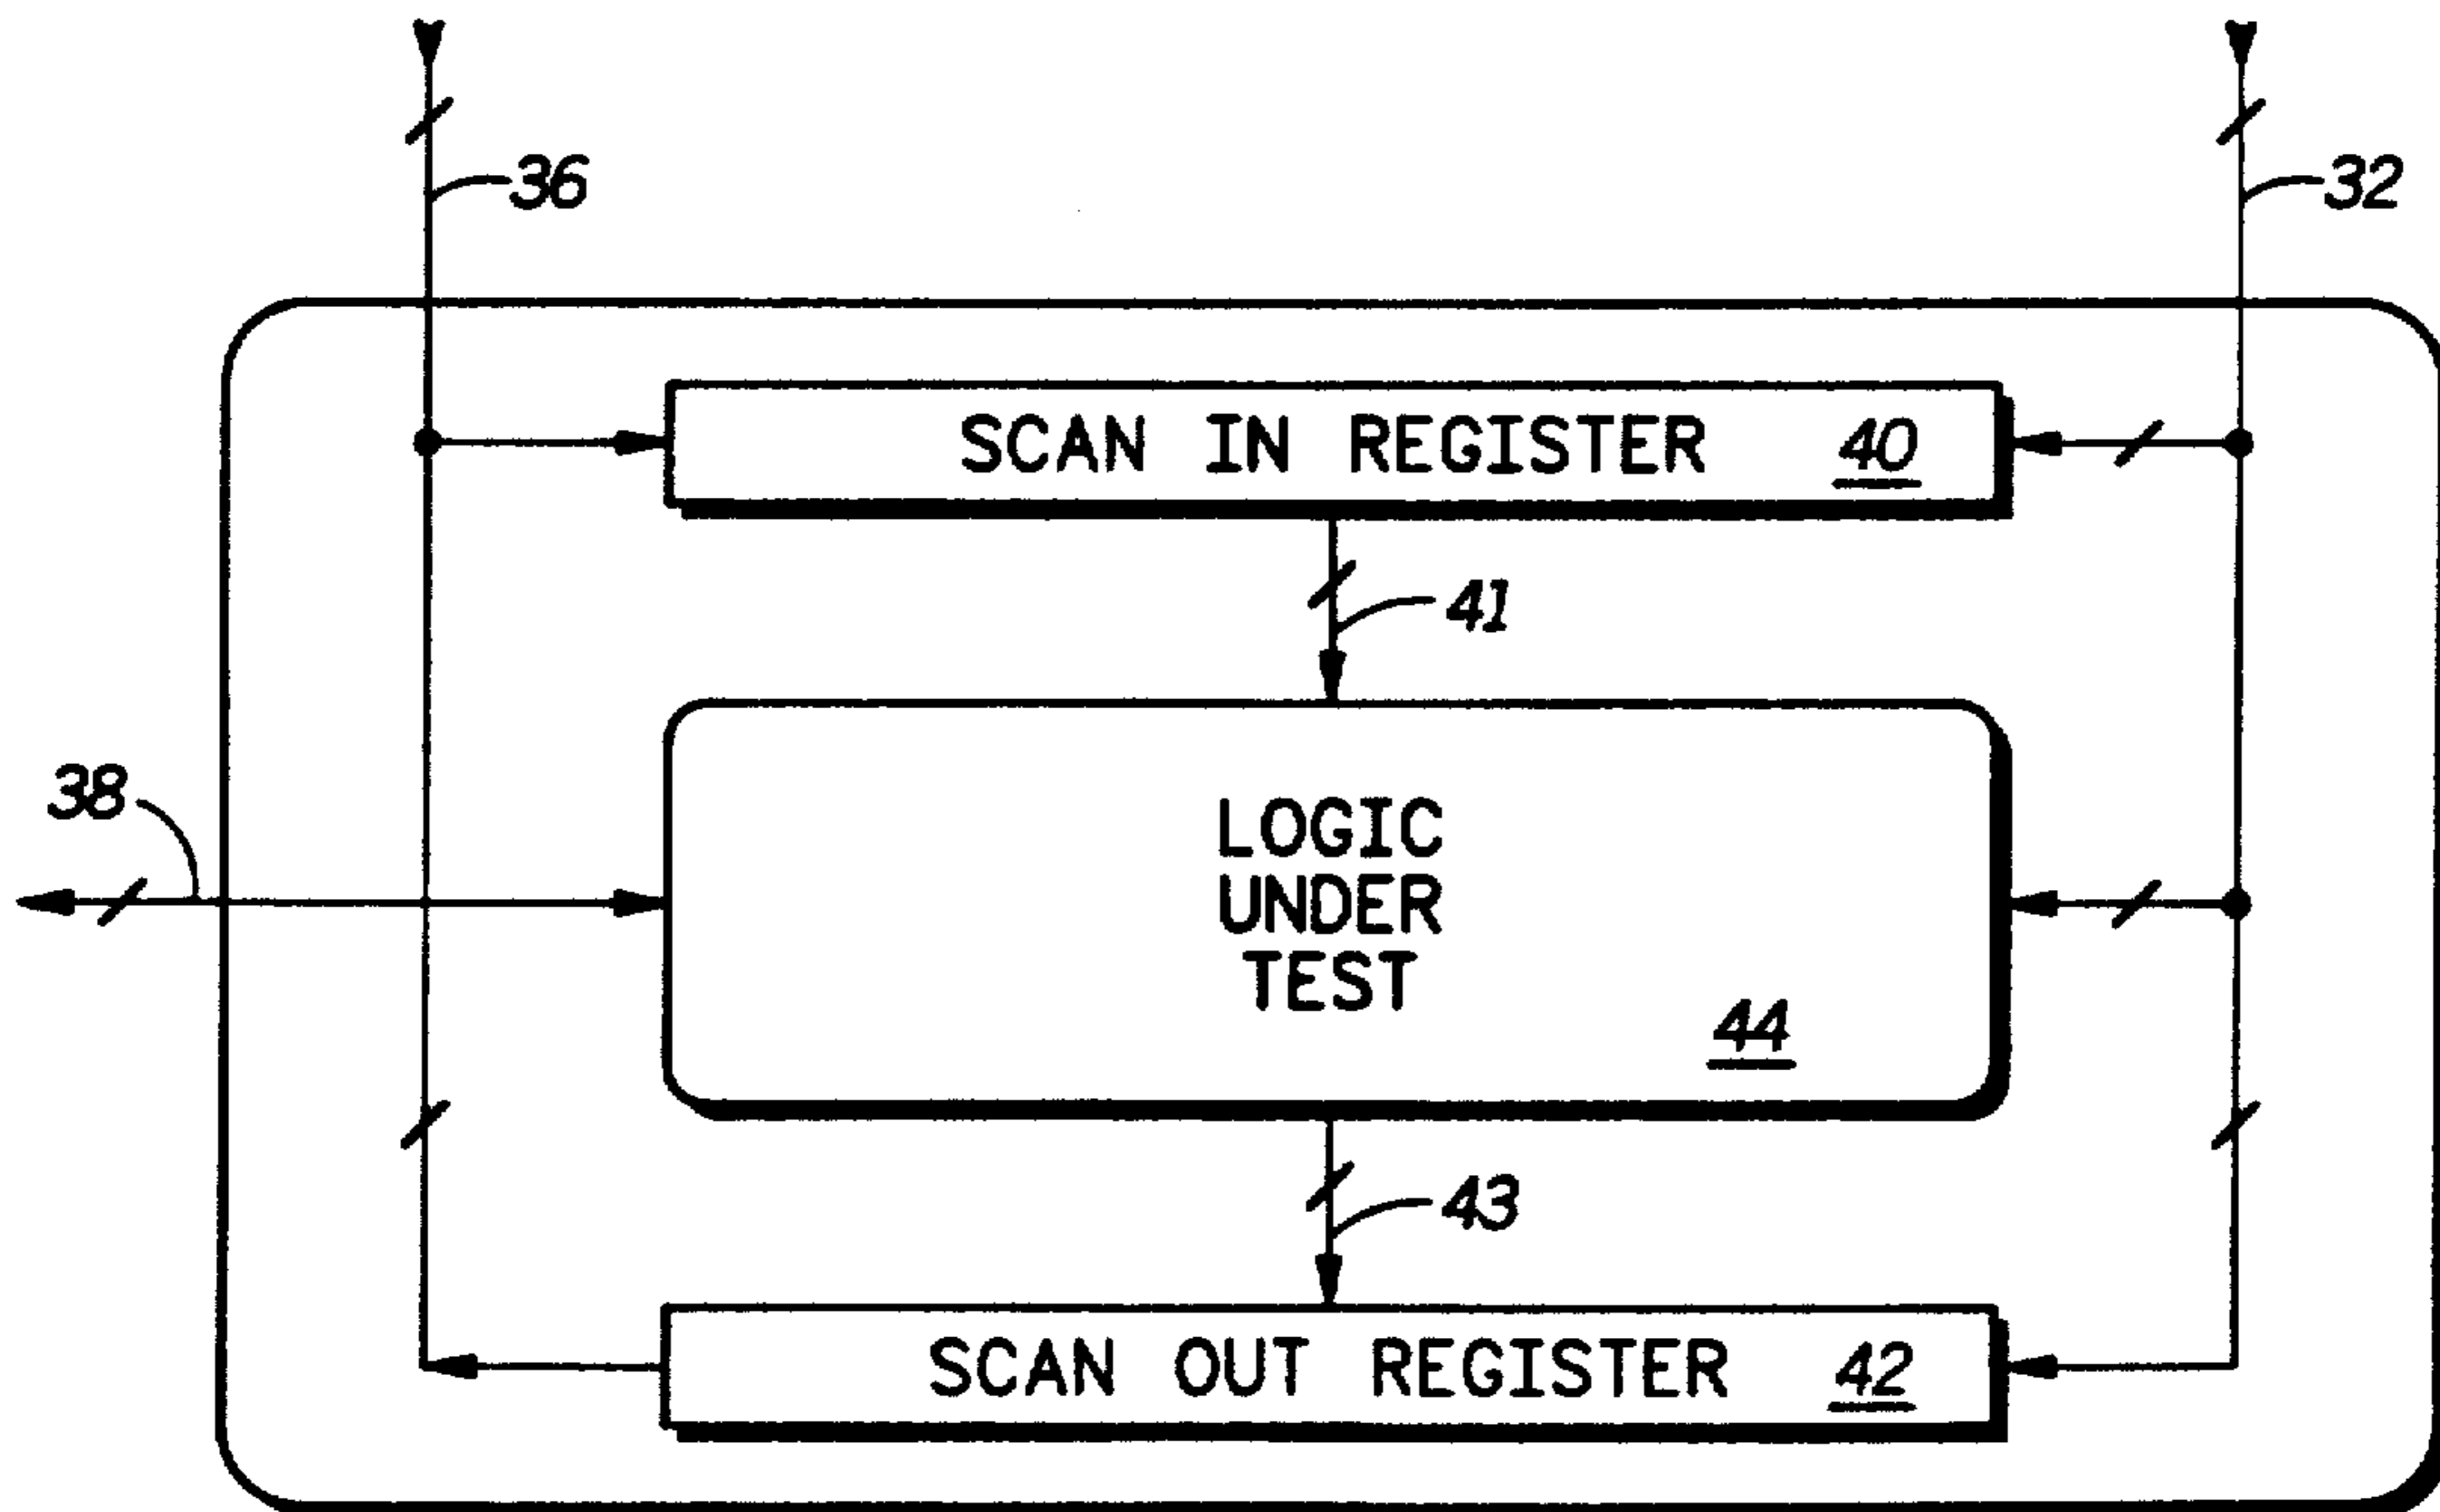 36
32
SCAN IN REGISTER 40
41
38
LOGIC
UNDER
TEST
44
43
SCAN OUT REGISTER 42